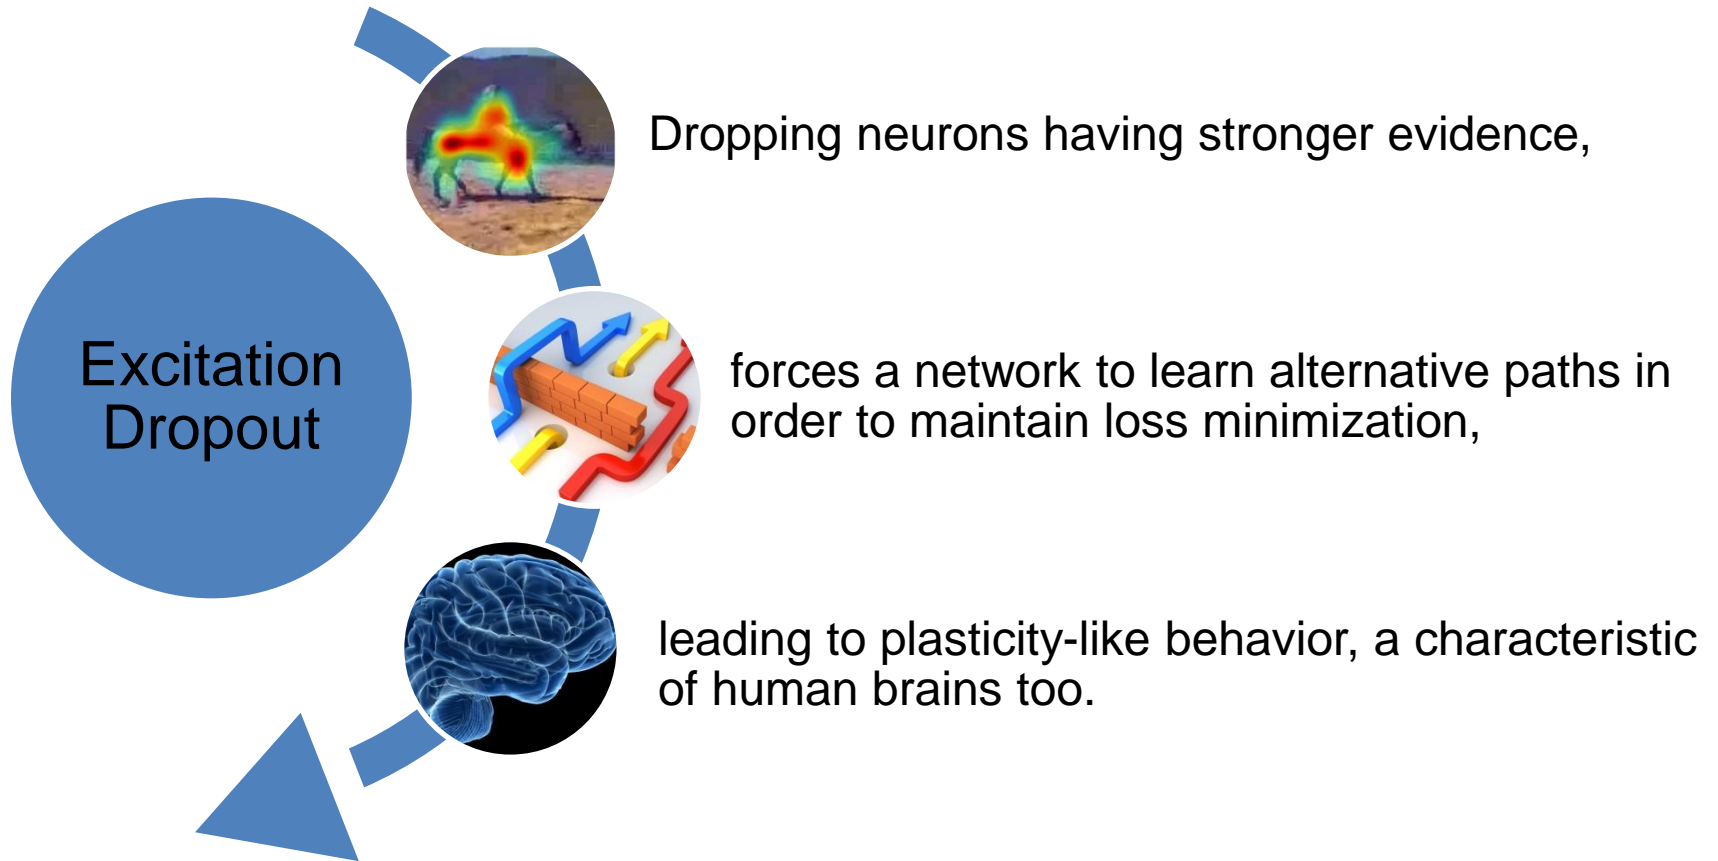 Excitation
Dropout
Dropping neurons having stronger evidence,
forces a network to learn alternative paths in
order to maintain loss minimization,
leading to plasticity-like behavior, a characteristic
of human brains too.